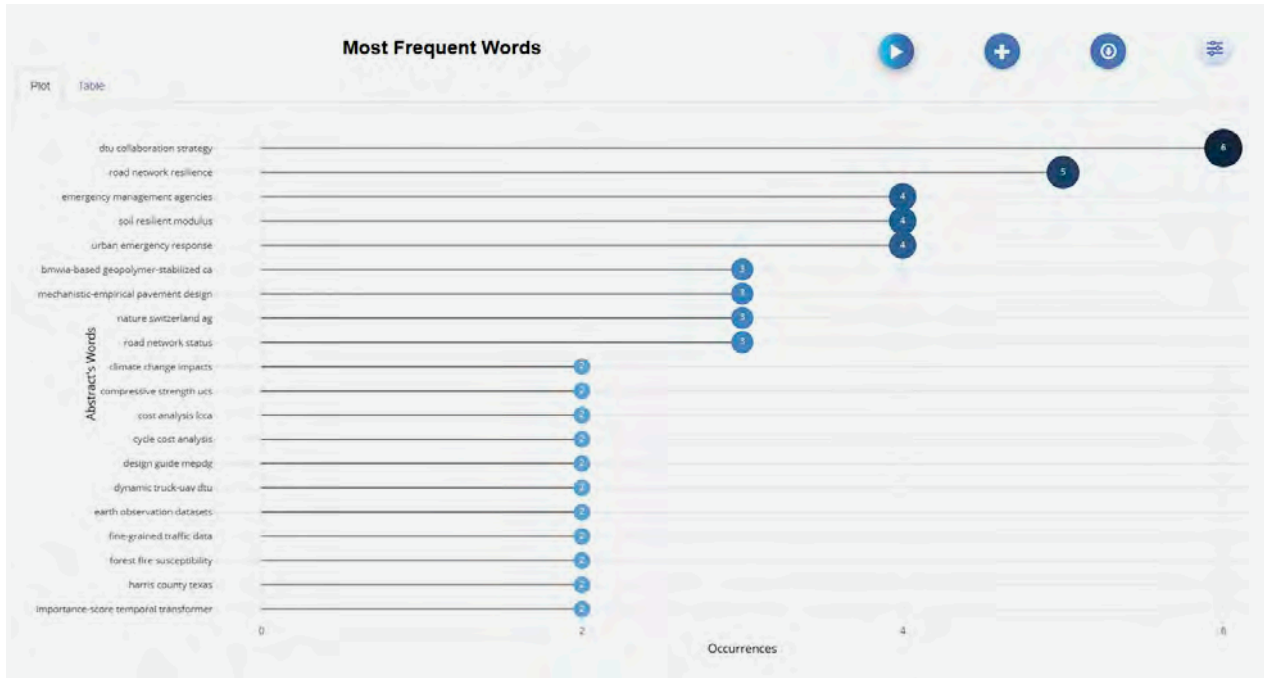 Most Frequent Words
Plot Table
dtu collaboration strategy 6
road network resilience 5
emergency management agencies 4
soil resilient modulus 4
urban emergency response 4
bmwia-based geopolymer-stabilized ca 3
mechanistic-empirical pavement design 3
nature switzerland ag 3
road network status 3
climate change impacts 2
compressive strength ucs 2
cost analysis lcca 2
cycle cost analysis 2
design guide mepdg 2
dynamic truck-uav dtu 2
earth observation datasets 2
fine-grained traffic data 2
forest fire susceptibility 2
harris county texas 2
importance-score temporal transformer 2
Abstract's Words
0 2 4 6
Occurrences